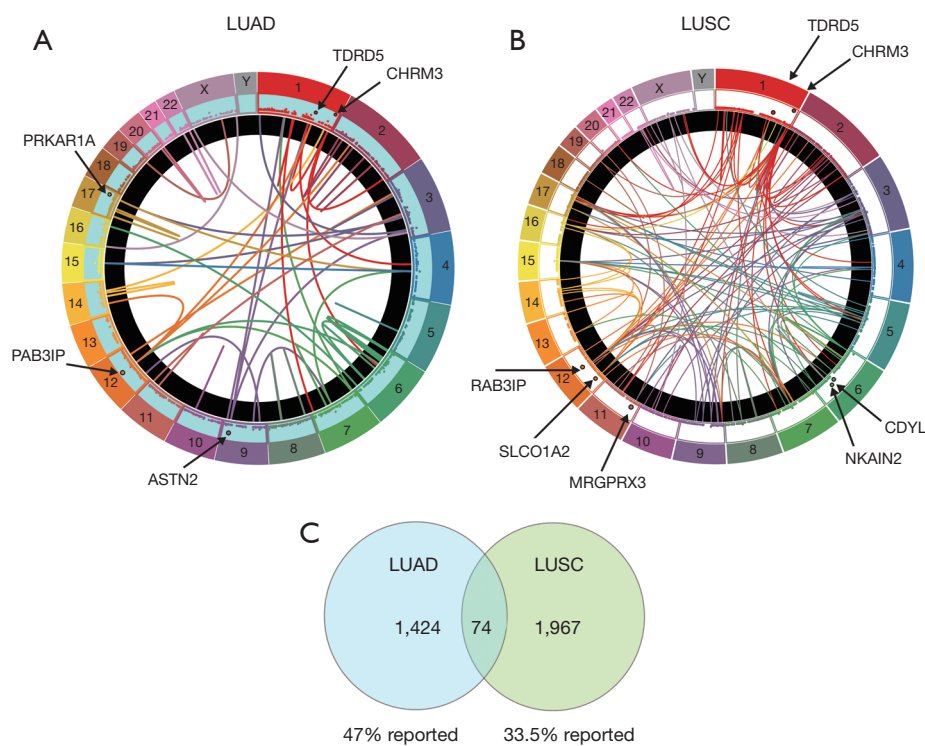 A
LUAD
TDRD5
CHRM3
PRKAR1A
PAB3IP
ASTN2
1
2
3
4
5
6
7
8
9
10
11
12
13
14
15
16
17
18
19
20
21
22
X
Y
B
LUSC
TDRD5
CHRM3
RAB3IP
SLCO1A2
MRGPRX3
NKAIN2
CDYL
1
2
3
4
5
6
7
8
9
10
11
12
13
14
15
16
17
18
19
20
21
22
X
Y
C
LUAD LUSC
1,424 74 1,967
47% reported 33.5% reported